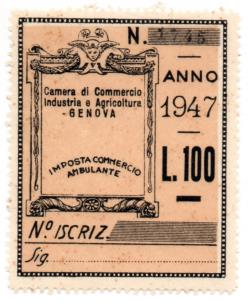 N.
ANNO
1947
L.100
Camera di Commercio
Industria e Agricoltura
-GENOVA-
IMPOSTA COMMERCIO
AMBULANTE
Nº ISCRIZ.
Sig.